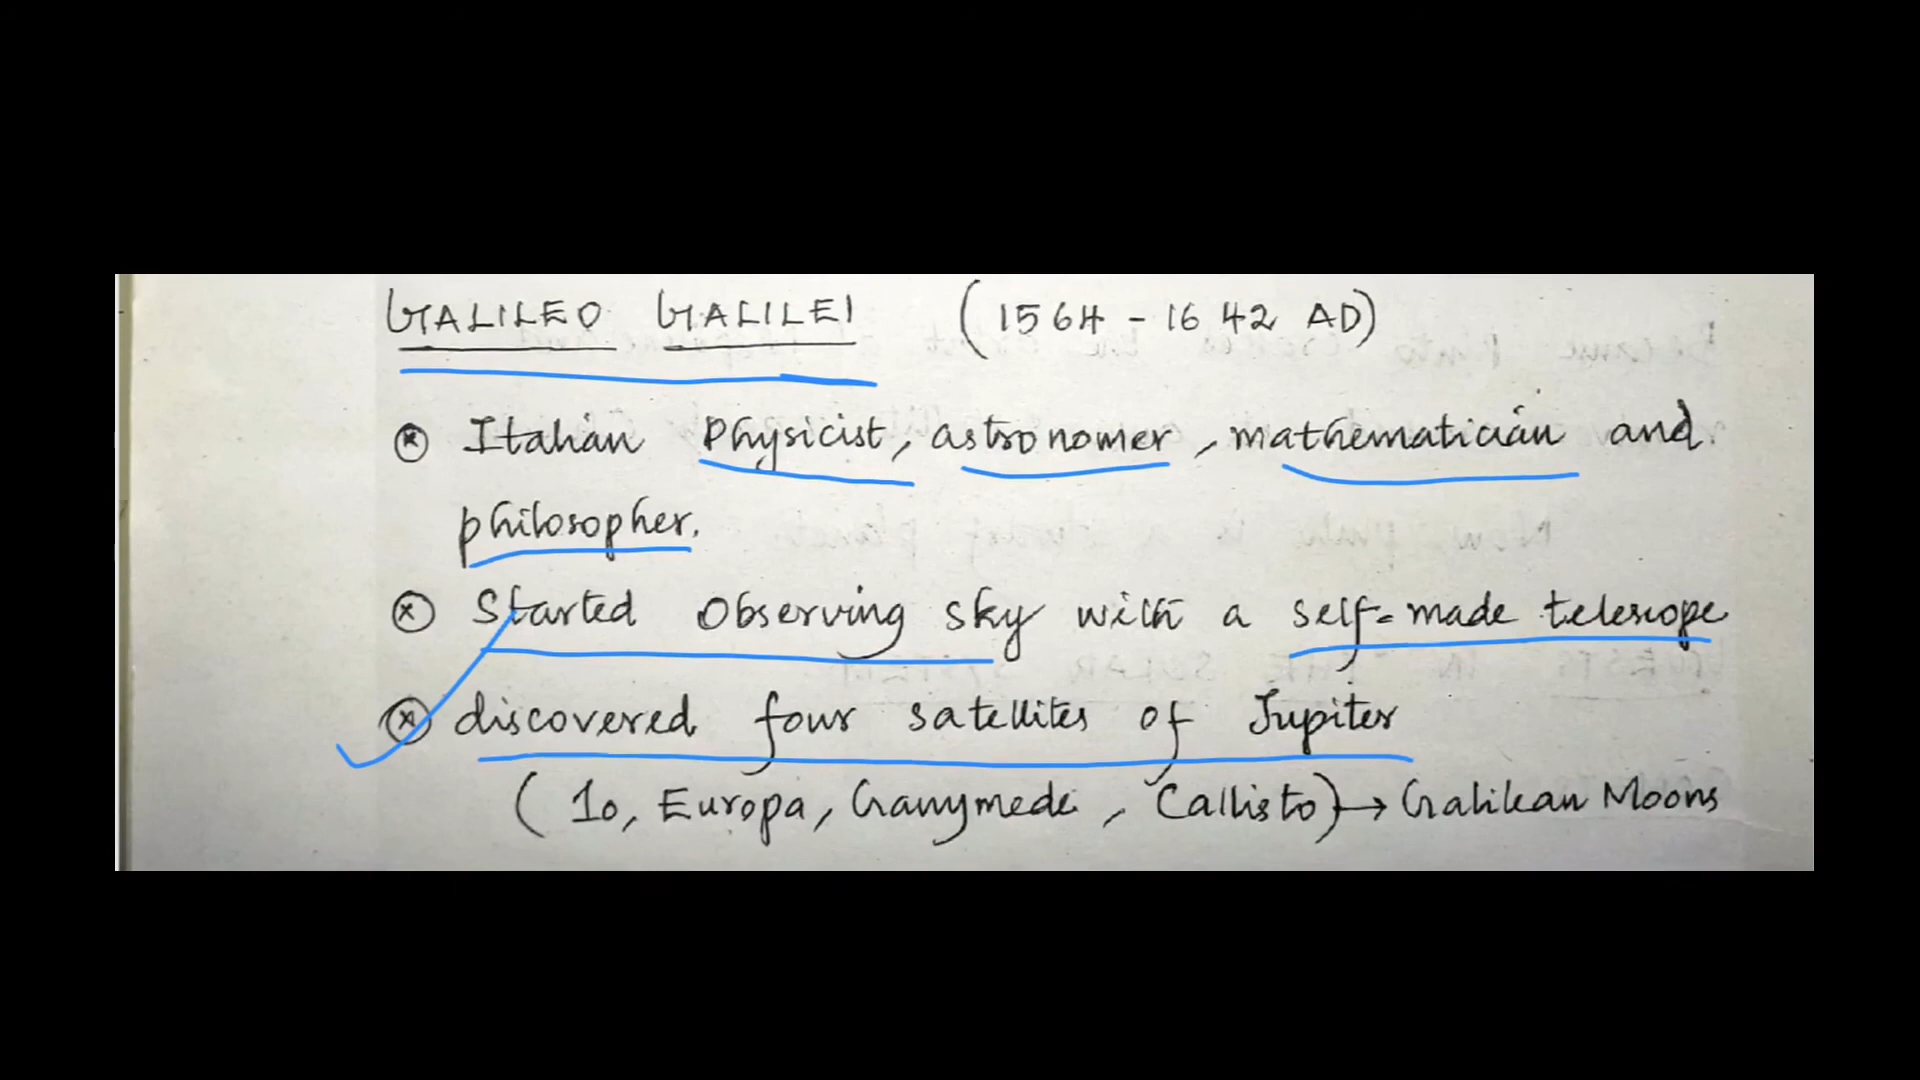 GALILEO GALILEI (1564 - 1642 AD)
⊗ Italian Physicist, astronomer, mathematician and
philosopher.
⊗ Started Observing sky with a self-made telescope
⊗ discovered four satellites of Jupiter
(Io, Europa, Ganymede, Callisto) → Galilean Moons